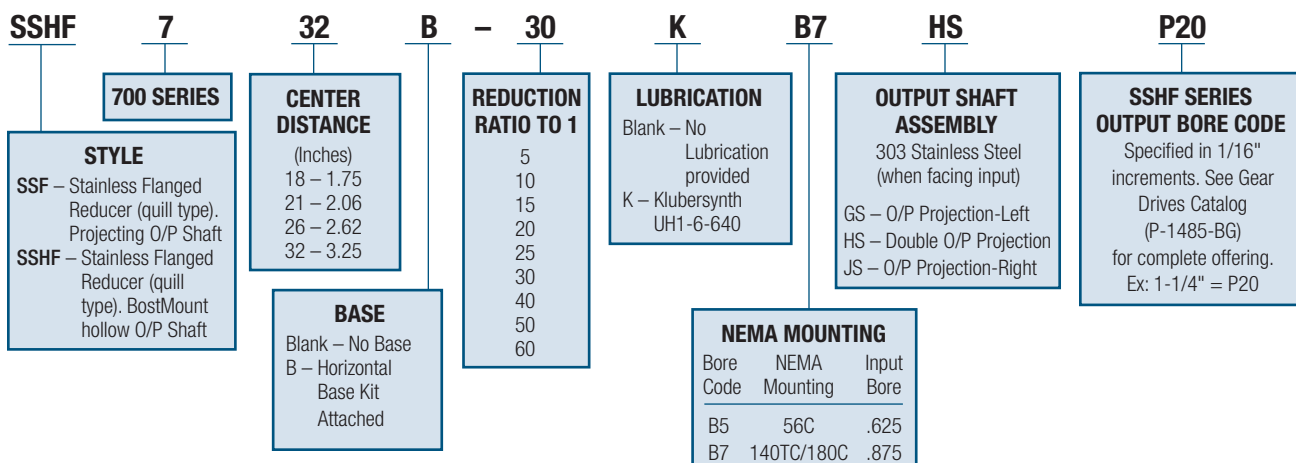 SSHF 7 32 B – 30 K B7 HS P20
700 SERIES
STYLE
SSF – Stainless Flanged
Reducer (quill type).
Projecting O/P Shaft
SSHF – Stainless Flanged
Reducer (quill
type). BostMount
hollow O/P Shaft
CENTER
DISTANCE
(Inches)
18 – 1.75
21 – 2.06
26 – 2.62
32 – 3.25
BASE
Blank – No Base
B – Horizontal
Base Kit
Attached
REDUCTION
RATIO TO 1
5
10
15
20
25
30
40
50
60
LUBRICATION
Blank – No
Lubrication
provided
K – Klubersynth
UH1-6-640
NEMA MOUNTING
Bore NEMA Input
Code Mounting Bore
B5 56C .625
B7 140TC/180C .875
OUTPUT SHAFT
ASSEMBLY
303 Stainless Steel
(when facing input)
GS – O/P Projection-Left
HS – Double O/P Projection
JS – O/P Projection-Right
SSHF SERIES
OUTPUT BORE CODE
Specified in 1/16"
increments. See Gear
Drives Catalog
(P-1485-BG)
for complete offering.
Ex: 1-1/4" = P20